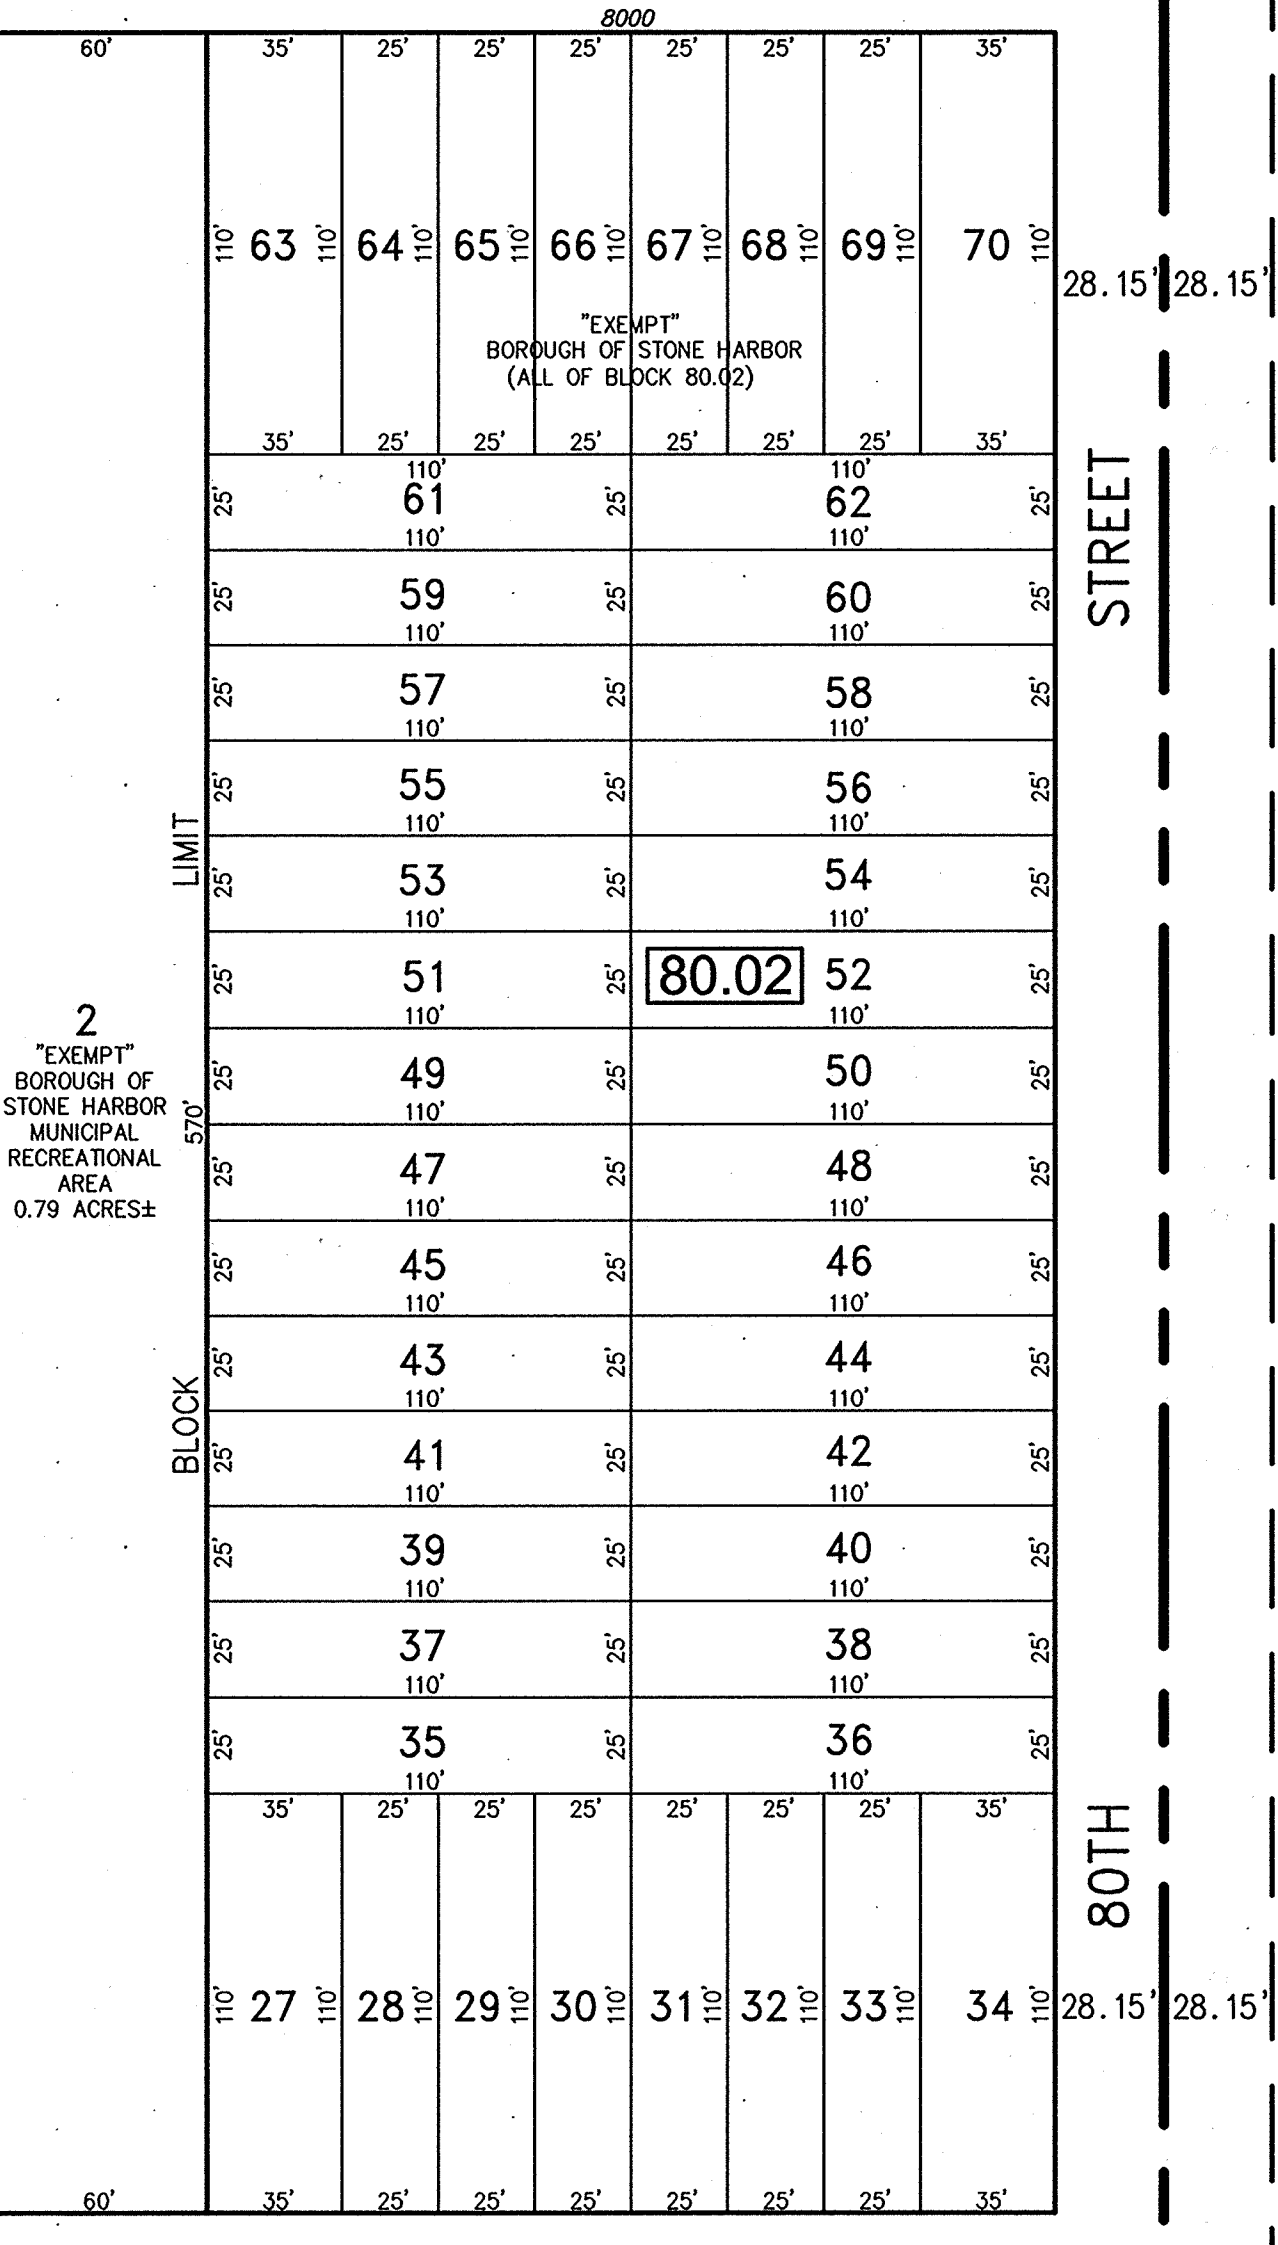 8000
60' 35' 25' 25' 25' 25' 25' 25' 35'
110' 63 110' 64 110' 65 110' 66 110' 67 110' 68 110' 69 110' 70 110'
28.15' 28.15'
"EXEMPT"
BOROUGH OF STONE HARBOR
(ALL OF BLOCK 80.02)
35' 25' 25' 25' 25' 25' 25' 35'
110' 110'
25' 61 25' 62 25'
110' 110'
STREET
25' 59 25' 60 25'
110' 110'
25' 57 25' 58 25'
110' 110'
25' 55 25' 56 25'
110' 110'
LIMIT
25' 53 25' 54 25'
110' 110'
25' 51 25' 80.02 52 25'
110' 110'
2
"EXEMPT"
BOROUGH OF
STONE HARBOR
MUNICIPAL
RECREATIONAL
AREA
0.79 ACRES±
570'
25' 49 25' 50 25'
110' 110'
25' 47 25' 48 25'
110' 110'
25' 45 25' 46 25'
110' 110'
25' 43 25' 44 25'
110' 110'
BLOCK
25' 41 25' 42 25'
110' 110'
25' 39 25' 40 25'
110' 110'
25' 37 25' 38 25'
110' 110'
25' 35 25' 36 25'
110' 110'
35' 25' 25' 25' 25' 25' 25' 35'
80TH
110' 27 110' 28 110' 29 110' 30 110' 31 110' 32 110' 33 110' 34 110'
28.15' 28.15'
60' 35' 25' 25' 25' 25' 25' 25' 35'